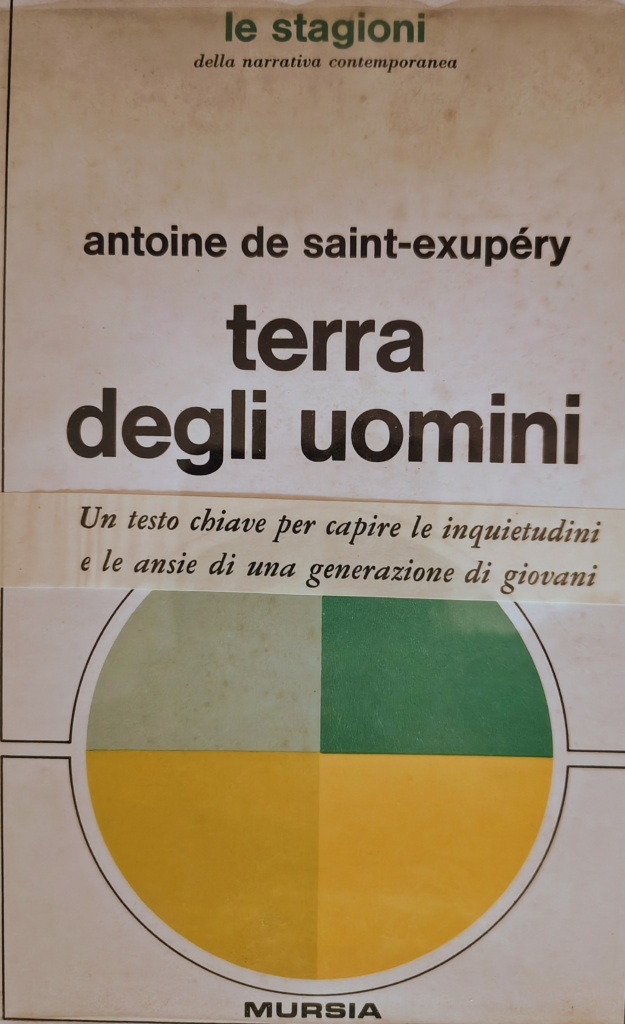 le stagioni
della narrativa contemporanea
antoine de saint-exupéry
terra
degli uomini
Un testo chiave per capire le inquietudini
e le ansie di una generazione di giovani
MURSIA